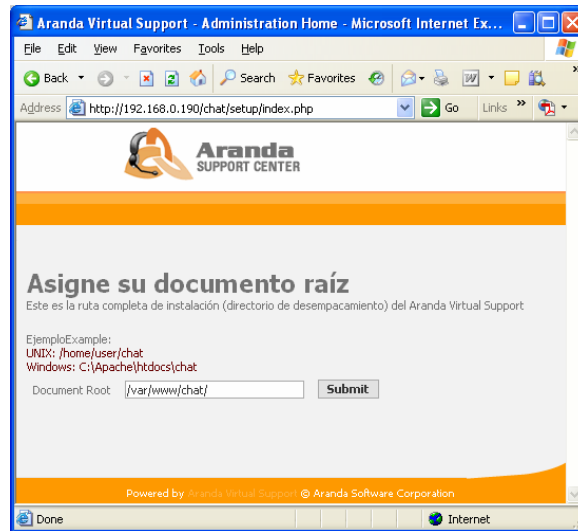 Aranda Virtual Support - Administration Home - Microsoft Internet Ex...
File Edit View Favorites Tools Help
Back Search Favorites
Address http://192.168.0.190/chat/setup/index.php Go Links
Aranda
SUPPORT CENTER
Asigne su documento raíz
Este es la ruta completa de instalación (directorio de desempacamiento) del Aranda Virtual Support
EjemploExample:
UNIX: /home/user/chat
Windows: C:\Apache\htdocs\chat
Document Root /var/www/chat/ Submit
Powered by Aranda Virtual Support © Aranda Software Corporation
Done Internet